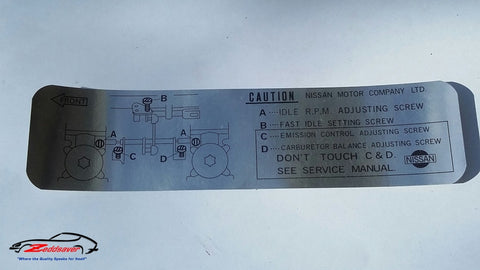 FRONT
B
A
A
C
D
CAUTION NISSAN MOTOR COMPANY LTD.
A ---- IDLE R.P.M. ADJUSTING SCREW
B ---- FAST IDLE SETTING SCREW
C ---- EMISSION CONTROL ADJUSTING SCREW
D ---- CARBURETOR BALANCE ADJUSTING SCREW
DON'T TOUCH C & D.
SEE SERVICE MANUAL.
NISSAN
Zeddsaver
"Where the Quality Speaks for Itself"